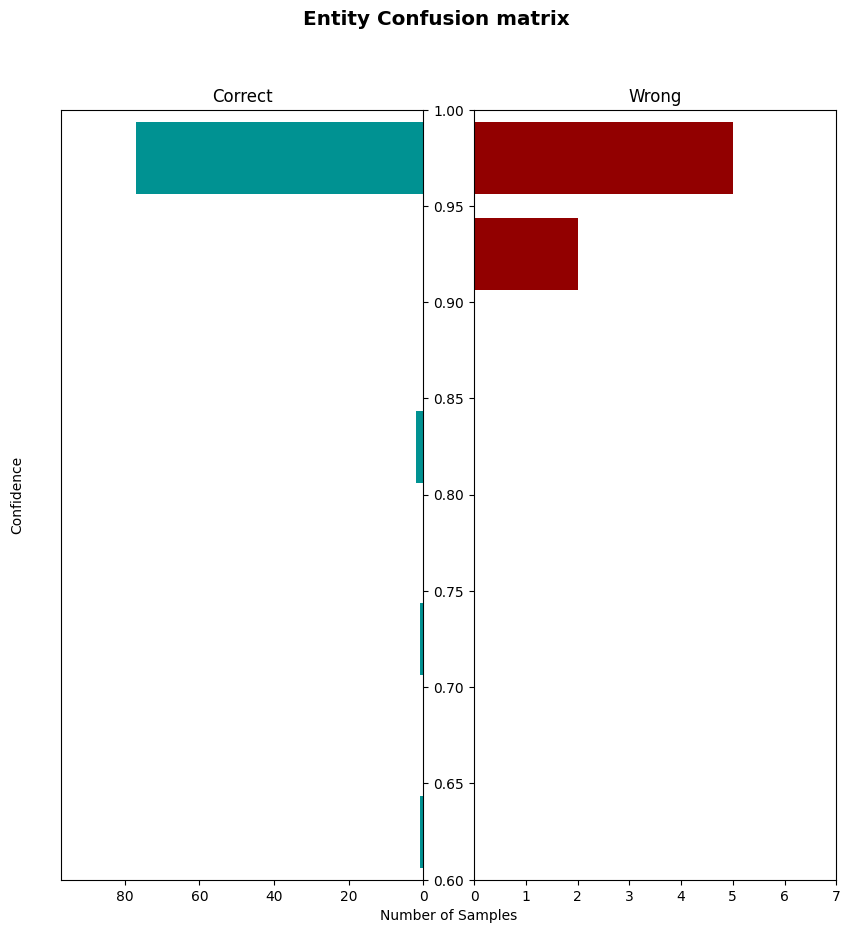 Entity Confusion matrix
Correct
Wrong
1.00
0.95
0.90
0.85
0.80
0.75
0.70
0.65
0.60
Confidence
80 60 40 20 0
0 1 2 3 4 5 6 7
Number of Samples